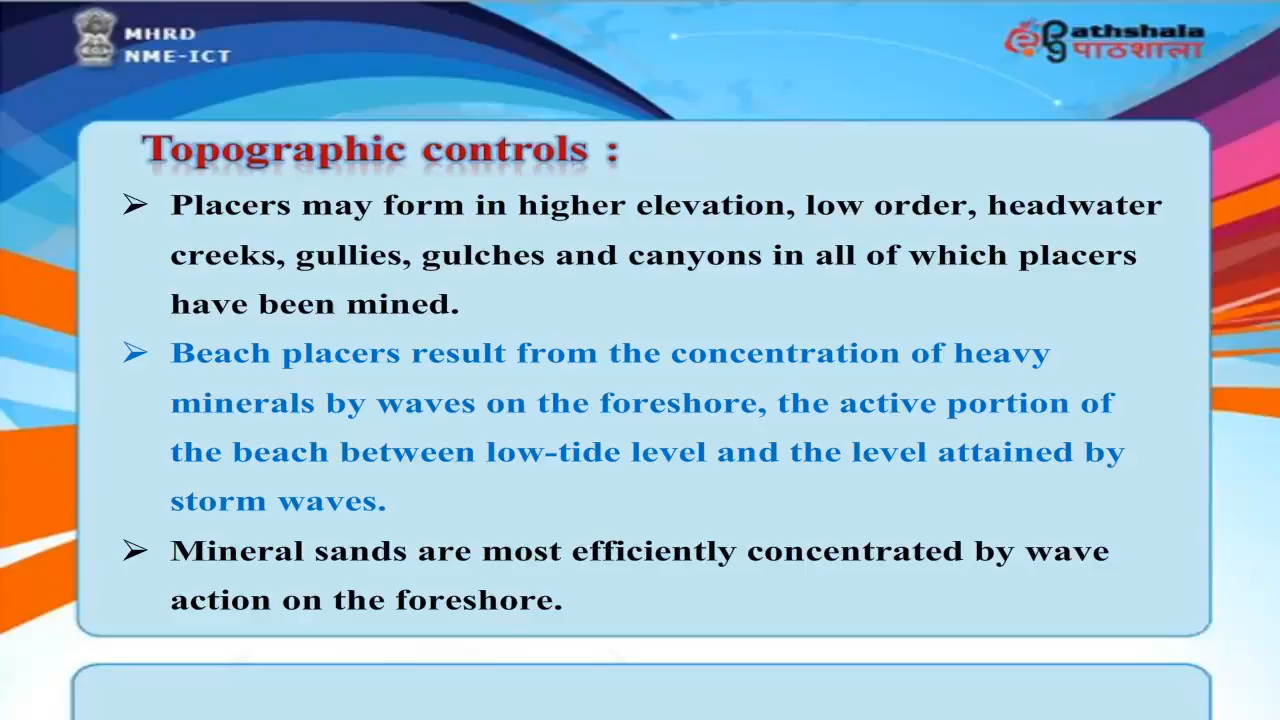 MHRD
NME-ICT
athshala
पाठशाला
Topographic controls :
➢ Placers may form in higher elevation, low order, headwater
creeks, gullies, gulches and canyons in all of which placers
have been mined.
➢ Beach placers result from the concentration of heavy
minerals by waves on the foreshore, the active portion of
the beach between low-tide level and the level attained by
storm waves.
➢ Mineral sands are most efficiently concentrated by wave
action on the foreshore.